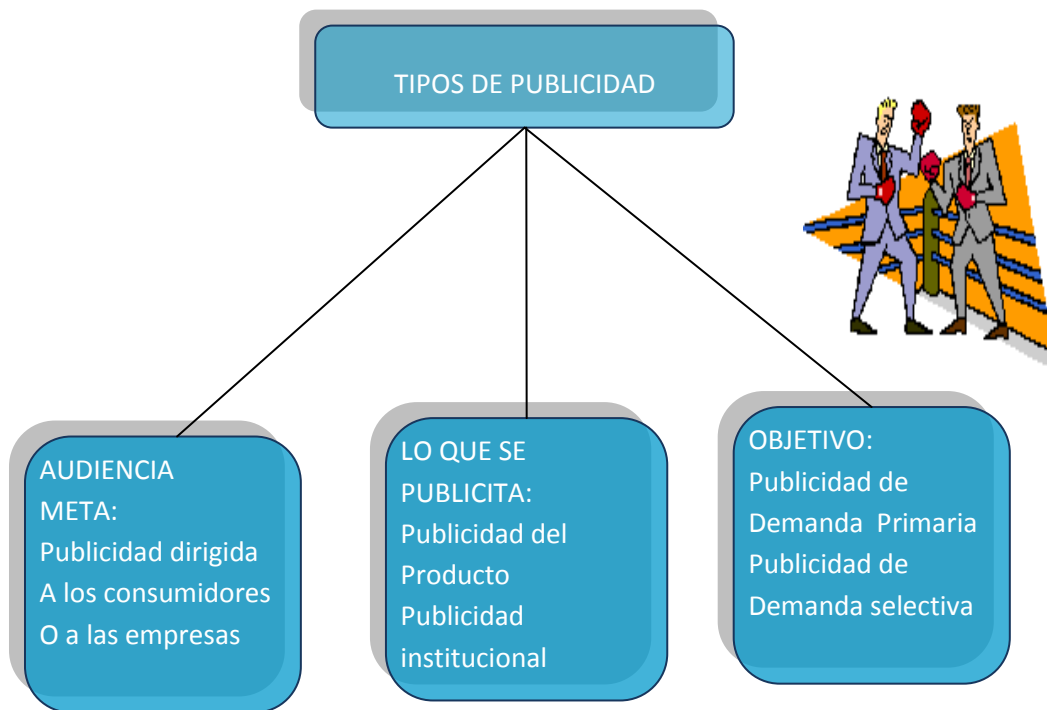 TIPOS DE PUBLICIDAD
AUDIENCIA
META:
Publicidad dirigida
A los consumidores
O a las empresas
LO QUE SE
PUBLICITA:
Publicidad del
Producto
Publicidad
institucional
OBJETIVO:
Publicidad de
Demanda  Primaria
Publicidad de
Demanda selectiva